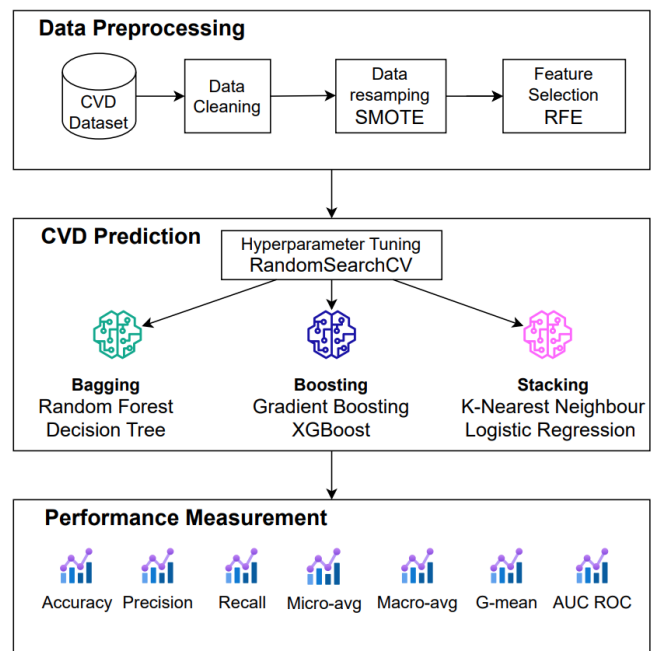 Data Preprocessing
CVD
Dataset
Data
Cleaning
Data
resamping
SMOTE
Feature
Selection
RFE
CVD Prediction
Hyperparameter Tuning
RandomSearchCV
Bagging
Random Forest
Decision Tree
Boosting
Gradient Boosting
XGBoost
Stacking
K-Nearest Neighbour
Logistic Regression
Performance Measurement
Accuracy
Precision
Recall
Micro-avg
Macro-avg
G-mean
AUC ROC